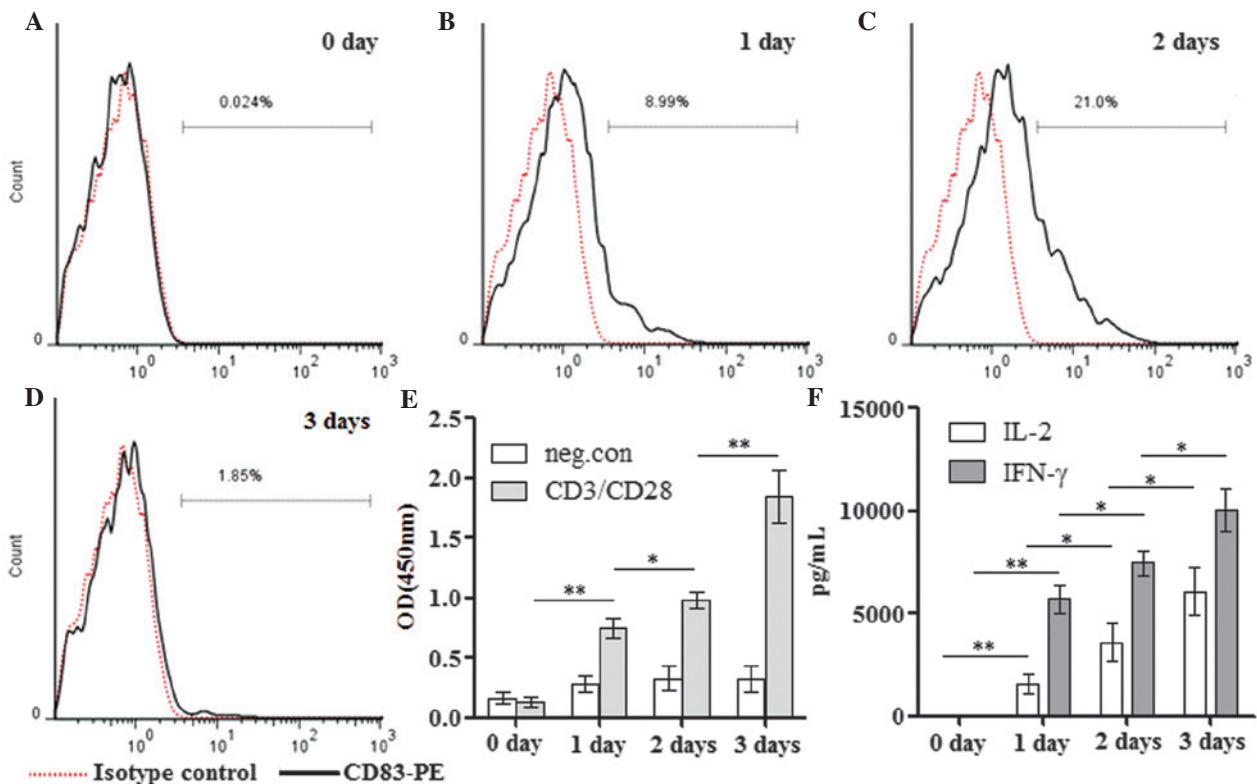 A
0 day
0.024%
Count
0
10^0 10^1 10^2 10^3
B
1 day
8.99%
0
10^0 10^1 10^2 10^3
C
2 days
21.0%
0
10^0 10^1 10^2 10^3
D
3 days
1.85%
Count
0
10^0 10^1 10^2 10^3
Isotype control CD83-PE
E
OD(450nm)
2.5
2.0
1.5
1.0
0.5
0.0
neg.con
CD3/CD28
** * **
0 day 1 day 2 days 3 days
F
pg/mL
15000
10000
5000
0
IL-2
IFN-γ
*
*
*
*
**
**
0 day 1 day 2 days 3 days